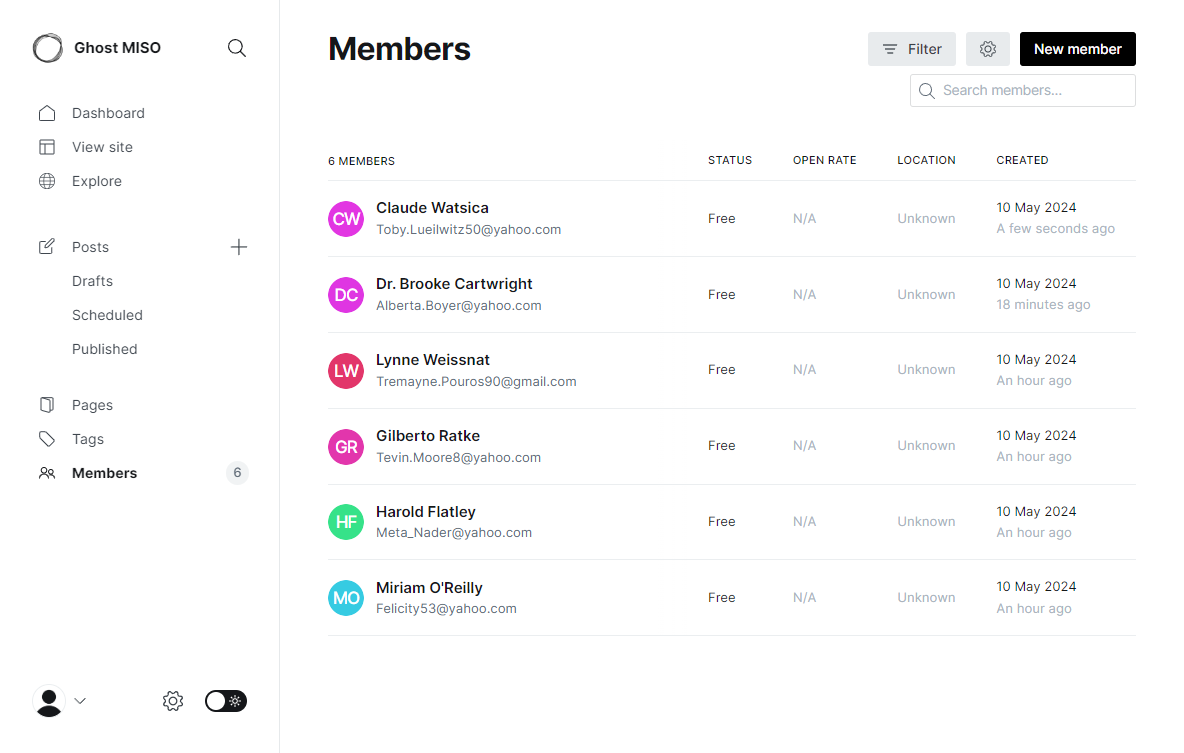 Ghost MISO
Dashboard
View site
Explore
Posts
Drafts
Scheduled
Published
Pages
Tags
Members 6
Members
Filter
New member
Search members...
6 MEMBERS STATUS OPEN RATE LOCATION CREATED
CW Claude Watsica Free N/A Unknown 10 May 2024
Toby.Lueilwitz50@yahoo.com A few seconds ago
DC Dr. Brooke Cartwright Free N/A Unknown 10 May 2024
Alberta.Boyer@yahoo.com 18 minutes ago
LW Lynne Weissnat Free N/A Unknown 10 May 2024
Tremayne.Pouros90@gmail.com An hour ago
GR Gilberto Ratke Free N/A Unknown 10 May 2024
Tevin.Moore8@yahoo.com An hour ago
HF Harold Flatley Free N/A Unknown 10 May 2024
Meta_Nader@yahoo.com An hour ago
MO Miriam O'Reilly Free N/A Unknown 10 May 2024
Felicity53@yahoo.com An hour ago